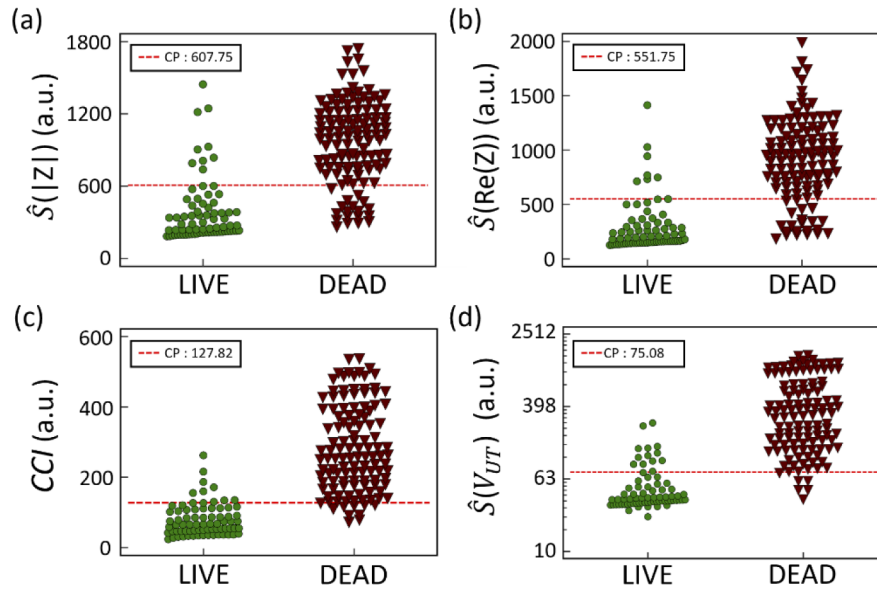 (a)
Ŝ(|Z|) (a.u.)
1800
1200
600
0
CP : 607.75
LIVE
DEAD
(b)
Ŝ(Re(Z)) (a.u.)
2000
1500
1000
500
0
CP : 551.75
LIVE
DEAD
(c)
CCI (a.u.)
600
400
200
0
CP : 127.82
LIVE
DEAD
(d)
Ŝ(V_UT) (a.u.)
2512
398
63
10
CP : 75.08
LIVE
DEAD